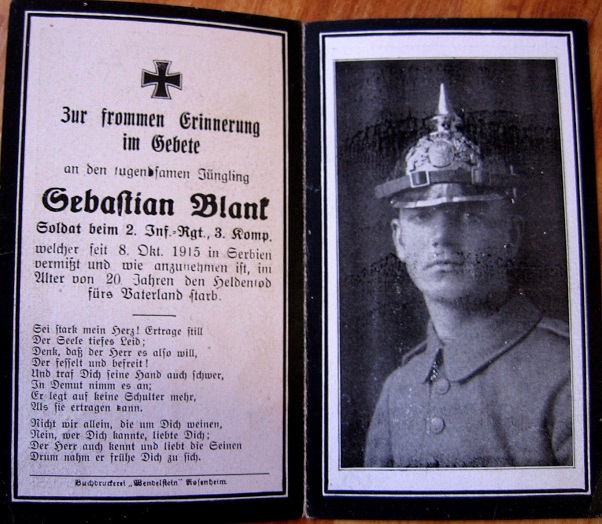 Zur frommen Erinnerung
im Gebete
an den tugendsamen Jüngling
Sebastian Blank
Soldat beim 2. Inf.-Rgt., 3. Komp.
welcher seit 8. Okt. 1915 in Serbien
vermißt und wie anzunehmen ist, im
Alter von 20 Jahren den Heldentod
fürs Vaterland starb.
Sei stark mein Herz! Ertrage still
Der Seele tiefes Leid;
Denk, daß der Herr es also will,
Der fesselt und befreit!
Und traf Dich seine Hand auch schwer,
In Demut nimm es an;
Er legt auf keine Schulter mehr,
Als sie ertragen kann.
Nicht wir allein, die um Dich weinen,
Nein, wer Dich kannte, liebte Dich;
Der Herr auch kennt und liebt die Seinen
Drum nahm er frühe Dich zu sich.
Buchdruckerei „Wendelstein" Rosenheim.